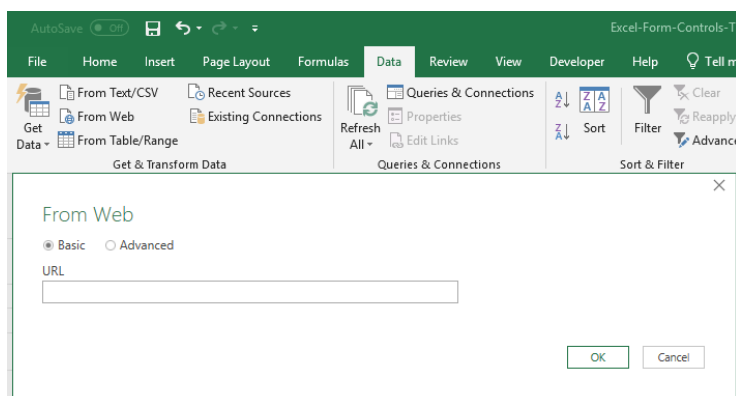 AutoSave Off Excel-Form-Controls-T
File Home Insert Page Layout Formulas Data Review View Developer Help Tell m
From Text/CSV Recent Sources Queries & Connections Clear
From Web Existing Connections Properties Reapply
Get Data From Table/Range Refresh All Edit Links Sort Filter Advance
Get & Transform Data Queries & Connections Sort & Filter
From Web
Basic Advanced
URL
OK Cancel